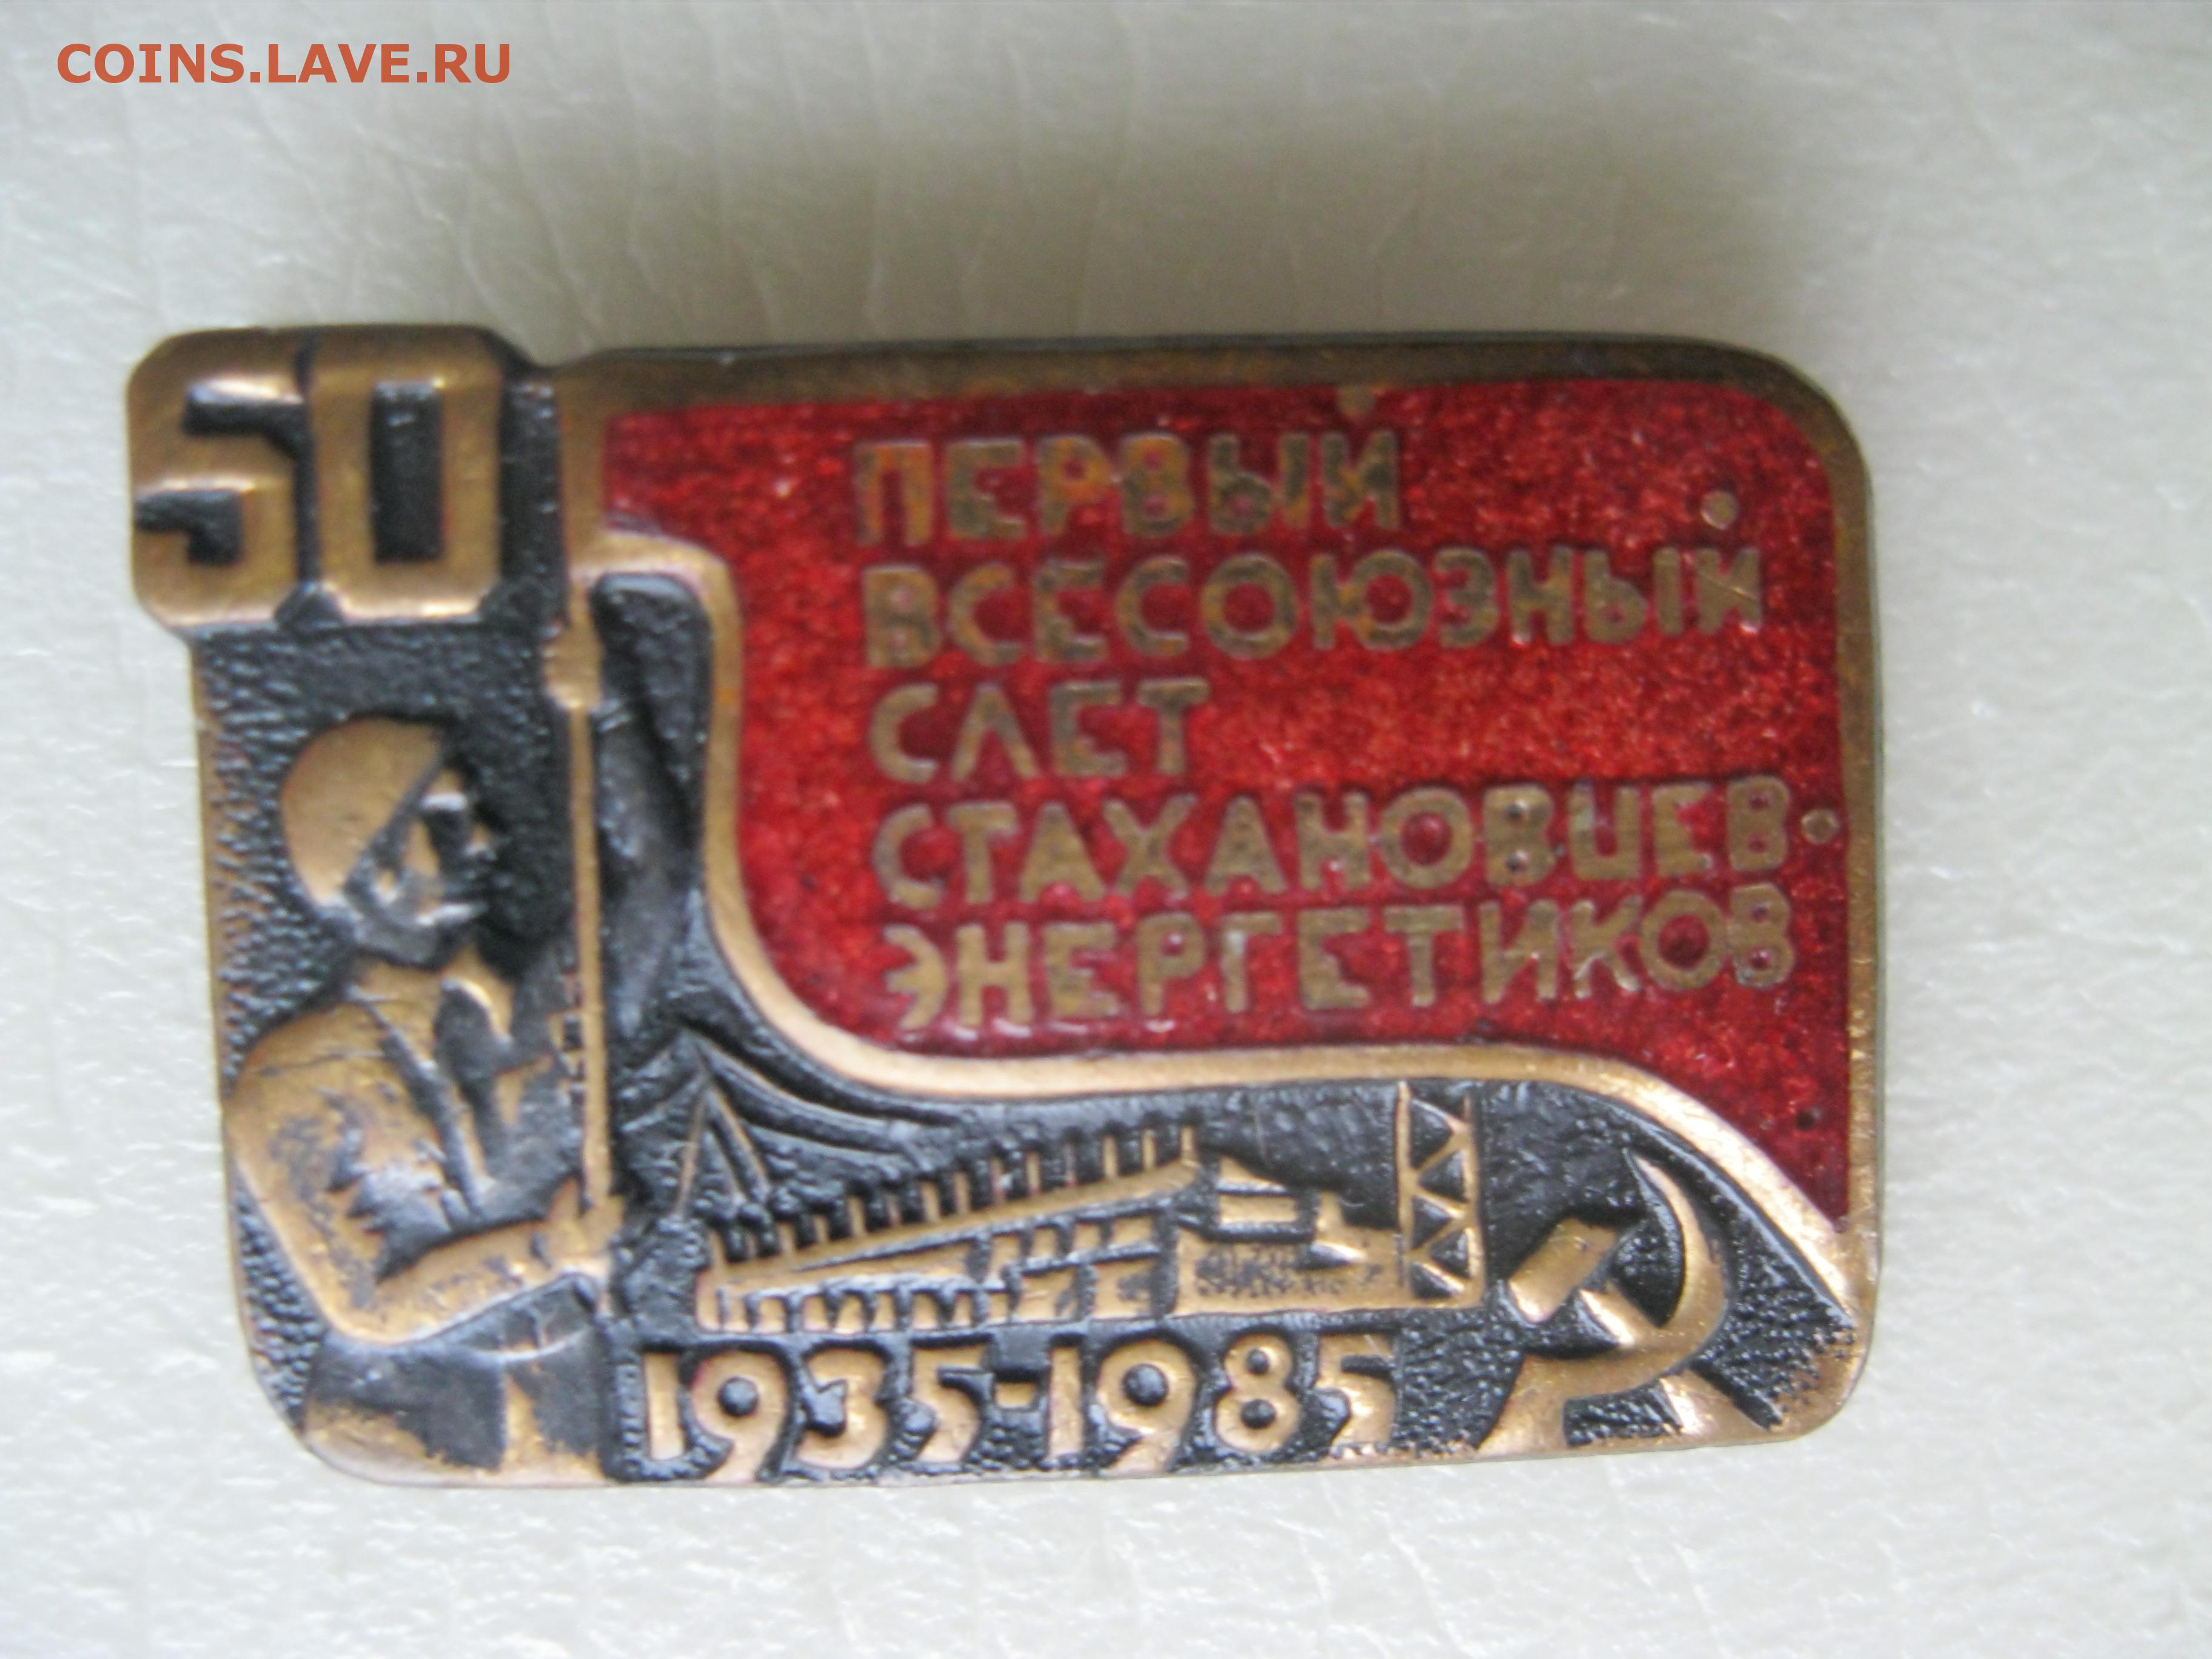 COINS.LAVE.RU
50
ПЕРВЫЙ
ВСЕСОЮЗНЫЙ
СЛЕТ
СТАХАНОВЦЕВ
ЭНЕРГЕТИКОВ
1935-1985